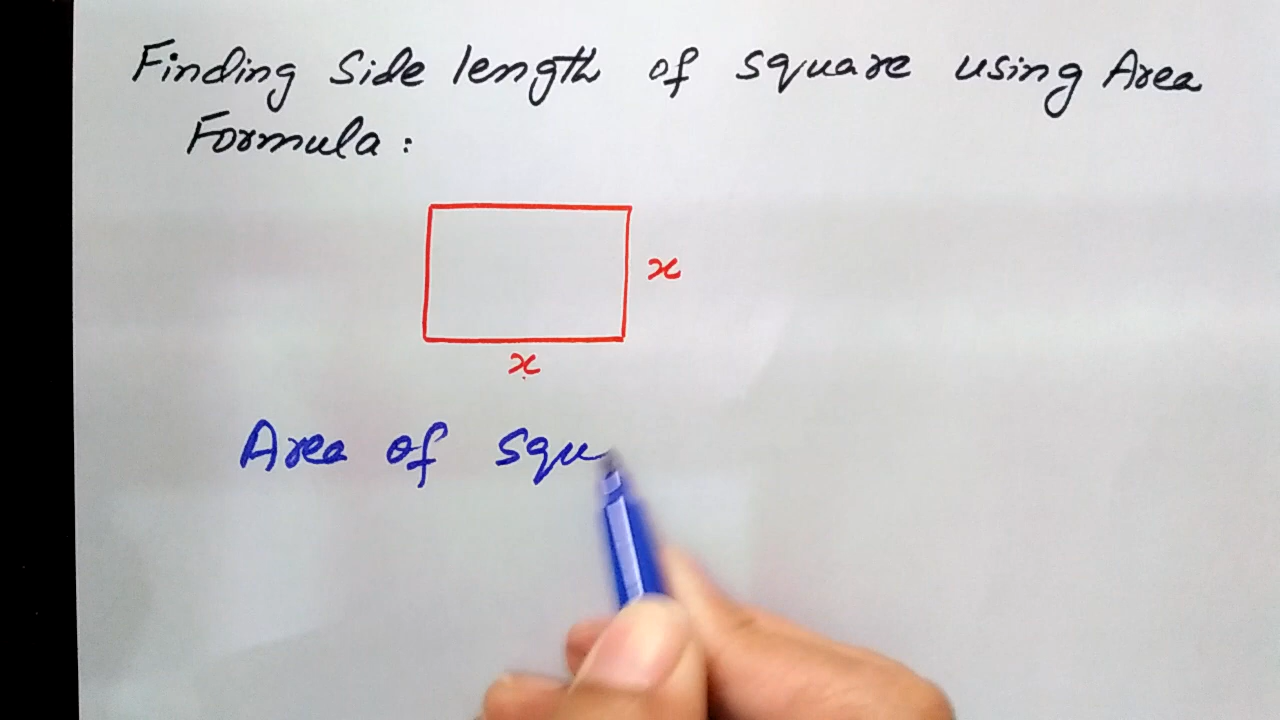 Finding Side length of square using Area
Formula:
x
x
Area of squ